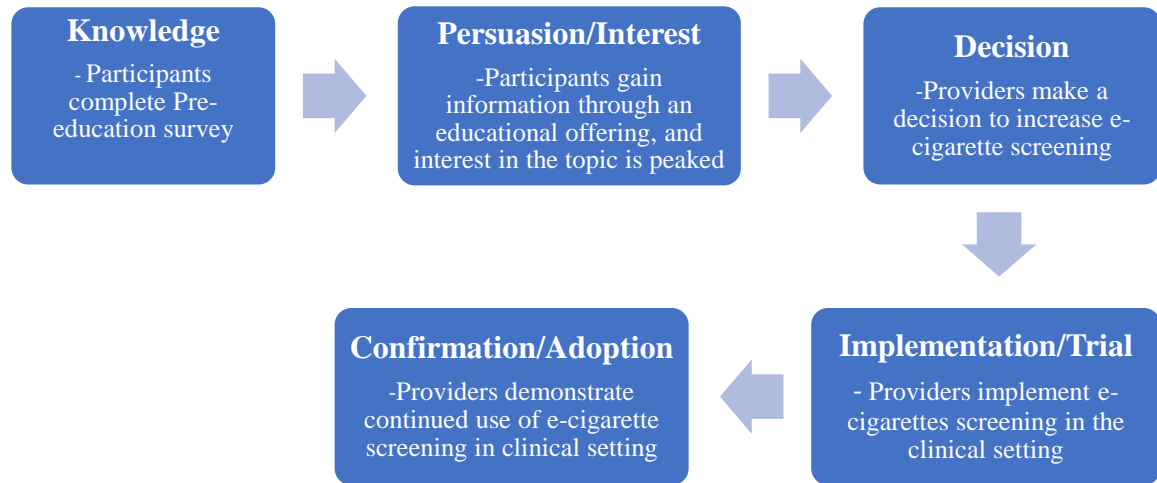 Knowledge
- Participants
complete Pre-
education survey
Persuasion/Interest
-Participants gain
information through an
educational offering, and
interest in the topic is peaked
Decision
-Providers make a
decision to increase e-
cigarette screening
Implementation/Trial
- Providers implement e-
cigarettes screening in the
clinical setting
Confirmation/Adoption
-Providers demonstrate
continued use of e-cigarette
screening in clinical setting